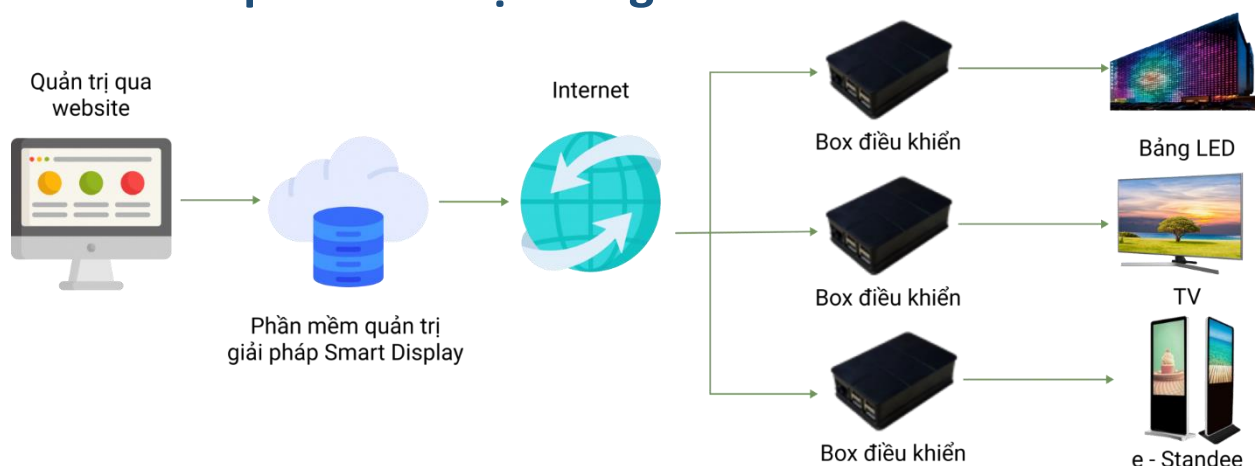 Quản trị qua
website
Phần mềm quản trị
giải pháp Smart Display
Internet
Box điều khiển
Bảng LED
Box điều khiển
TV
Box điều khiển
e - Standee